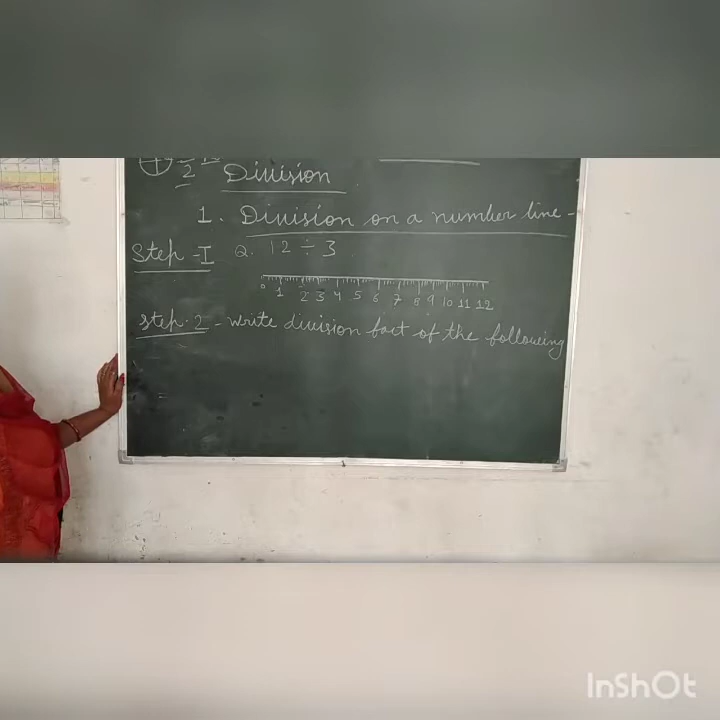 2
Division
1. Division on a number line -
Step - I Q. 12 ÷ 3
0 1 2 3 4 5 6 7 8 9 10 11 12
Step. 2 - Write division fact of the following
InShOt